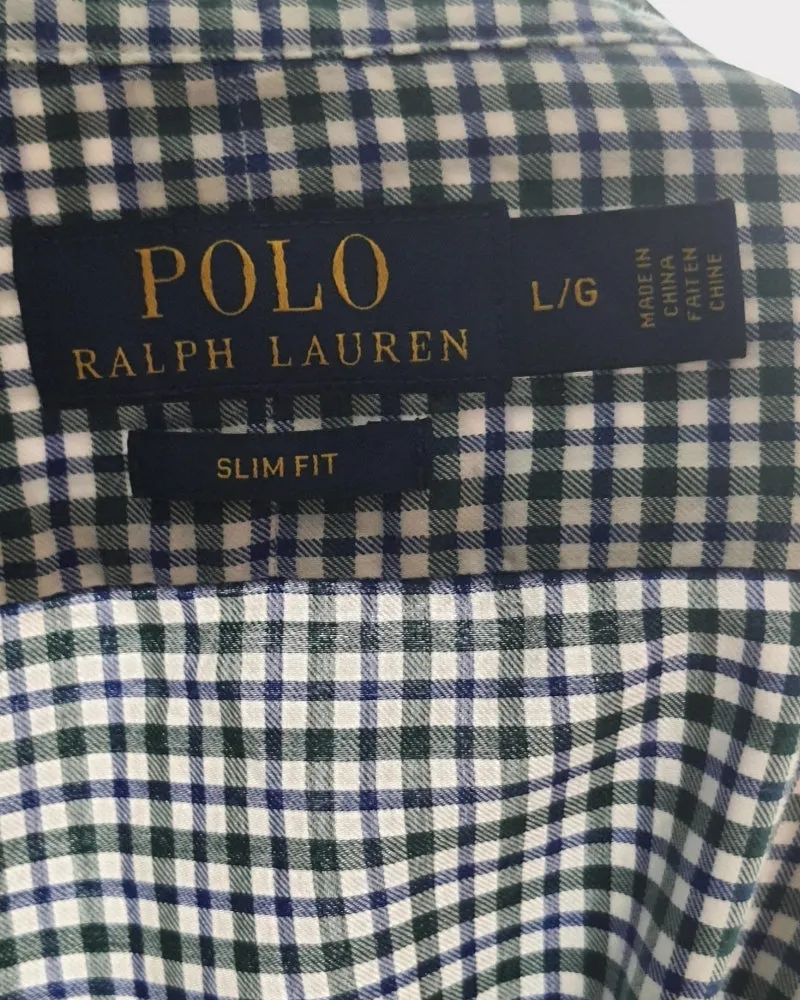 POLO
RALPH LAUREN
L/G
MADE IN
CHINA
FAIT EN
CHINE
SLIM FIT